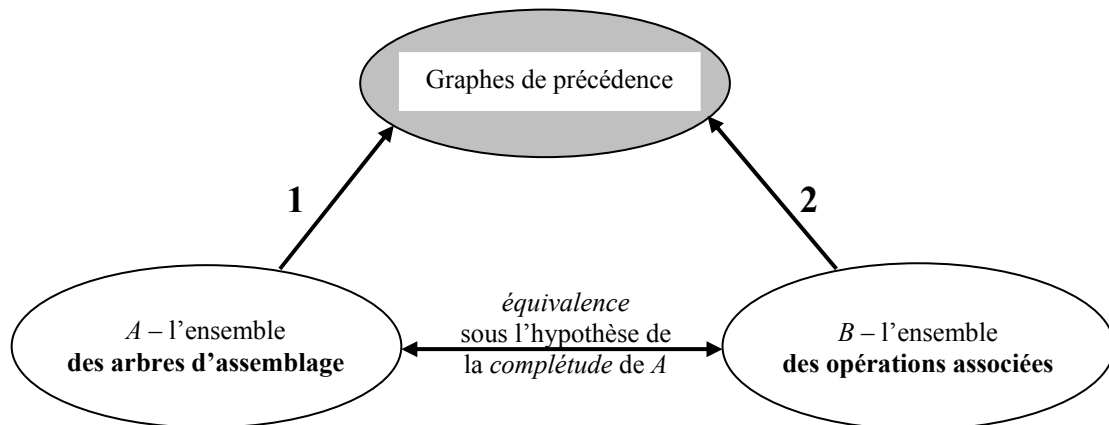 Graphes de précédence
1
2
A – l’ensemble
des arbres d’assemblage
équivalence
sous l’hypothèse de
la complétude de A
B – l’ensemble
des opérations associées